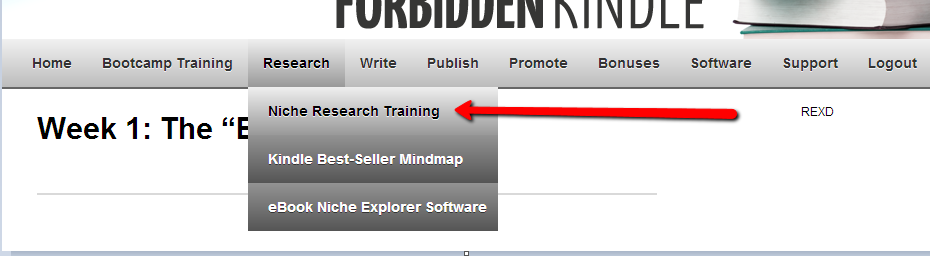 FORBIDDEN KINDLE
Home Bootcamp Training Research Write Publish Promote Bonuses Software Support Logout
Niche Research Training
REXD
Week 1: The “
Kindle Best-Seller Mindmap
eBook Niche Explorer Software